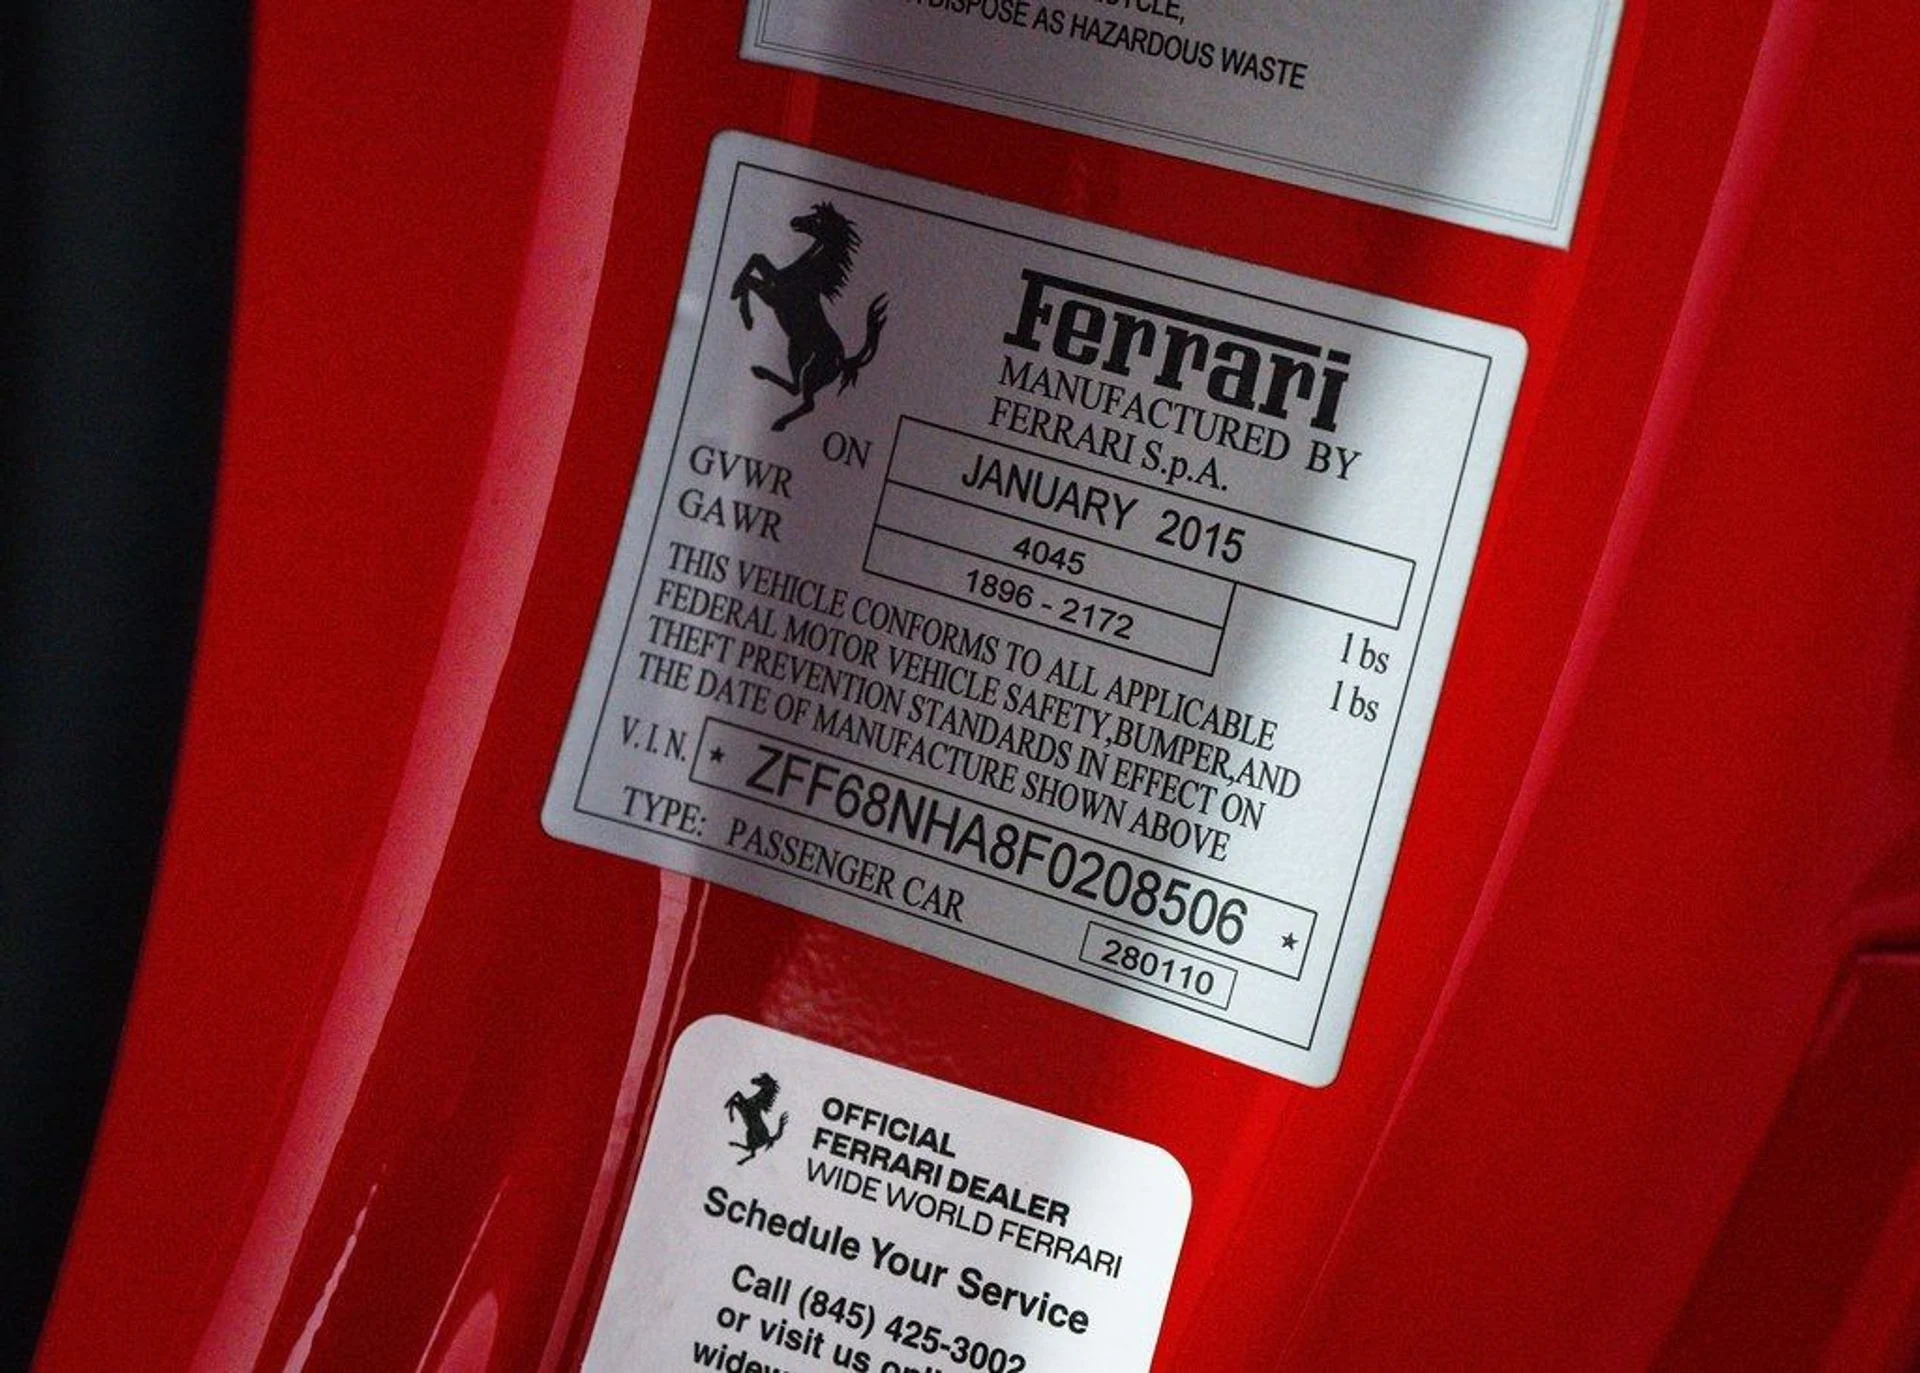 DISPOSE AS HAZARDOUS WASTE
Ferrari
MANUFACTURED BY
FERRARI S.p.A.
ON JANUARY 2015
GVWR 4045 lbs
GAWR 1896 - 2172 lbs
THIS VEHICLE CONFORMS TO ALL APPLICABLE
FEDERAL MOTOR VEHICLE SAFETY,BUMPER,AND
THEFT PREVENTION STANDARDS IN EFFECT ON
THE DATE OF MANUFACTURE SHOWN ABOVE
V.I.N. * ZFF68NHA8F0208506 *
TYPE: PASSENGER CAR
280110
OFFICIAL
FERRARI DEALER
WIDE WORLD FERRARI
Schedule Your Service
Call (845) 425-3002
or visit us